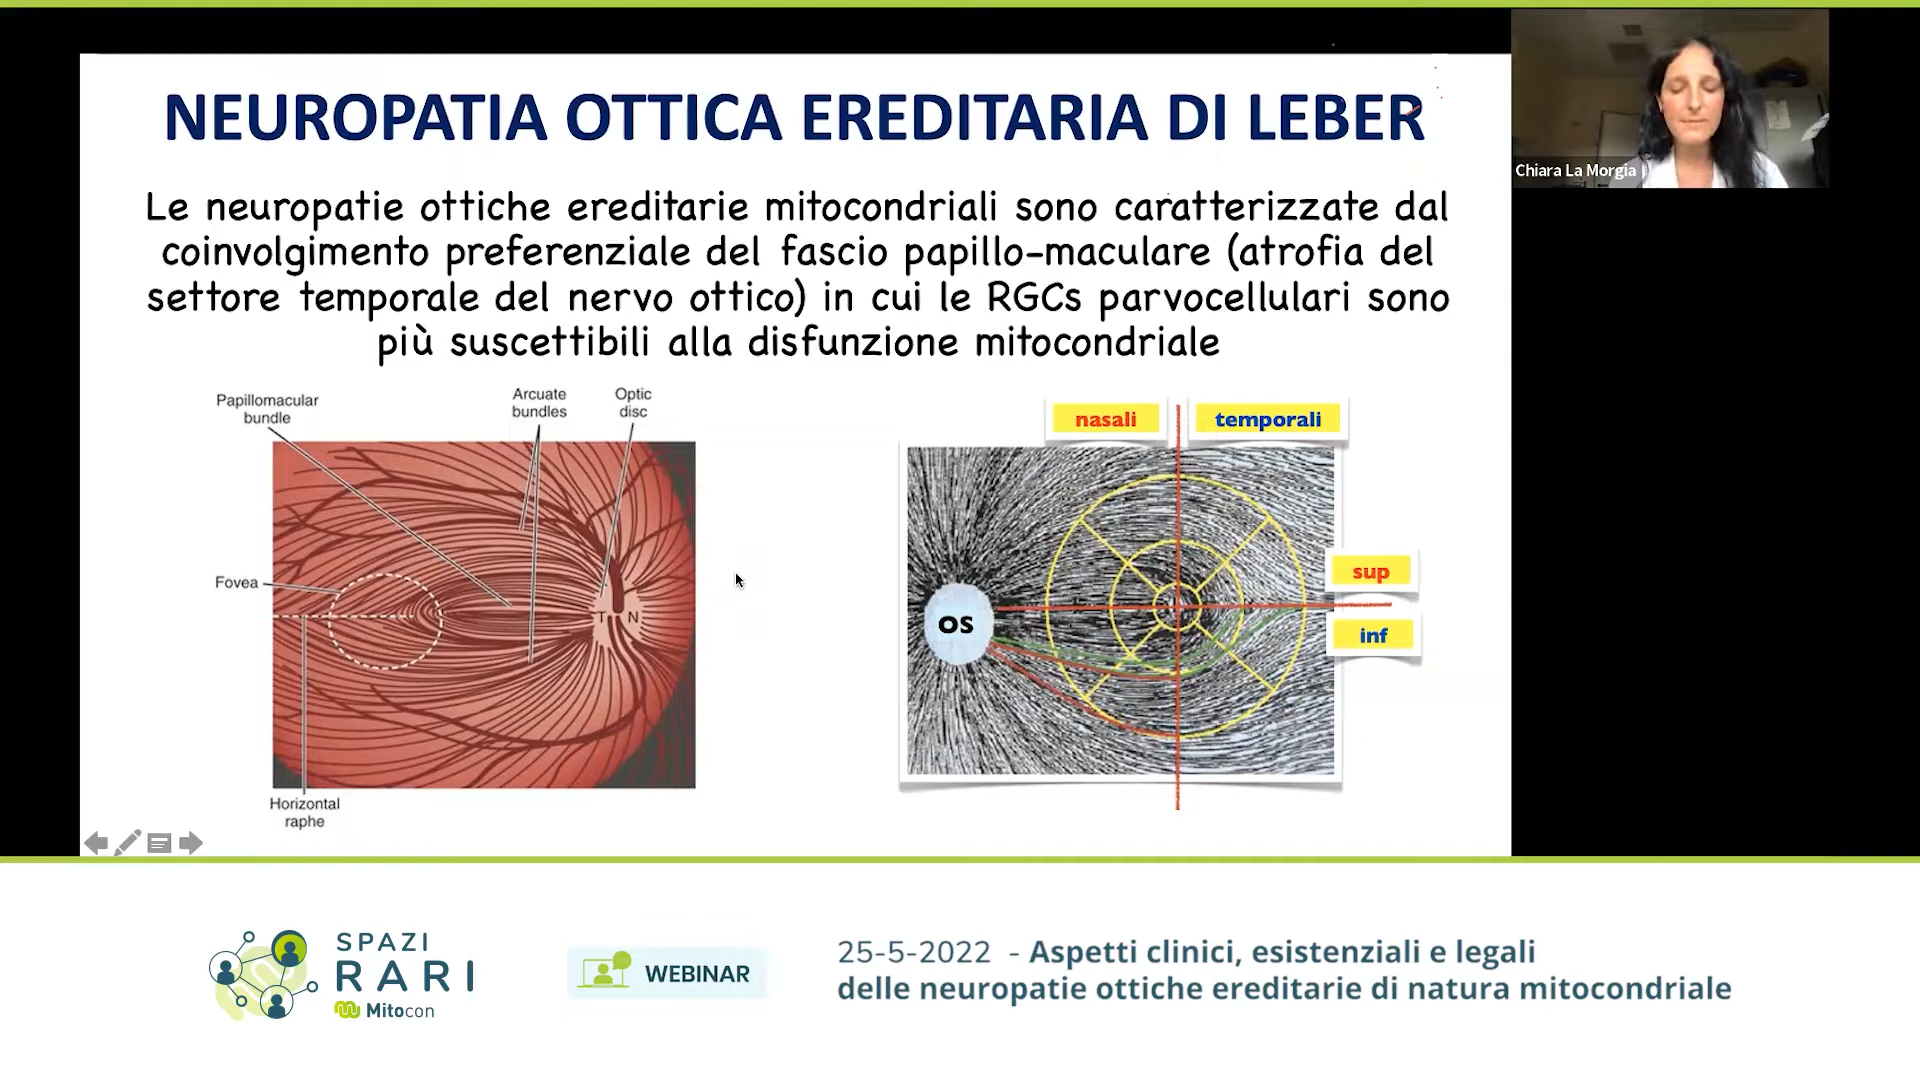 NEUROPATIA OTTICA EREDITARIA DI LEBER
Chiara La Morgia
Le neuropatie ottiche ereditarie mitocondriali sono caratterizzate dal
coinvolgimento preferenziale del fascio papillo-maculare (atrofia del
settore temporale del nervo ottico) in cui le RGCs parvocellulari sono
più suscettibili alla disfunzione mitocondriale
Papillomacular
bundle
Arcuate
bundles
Optic
disc
Fovea
T
N
Horizontal
raphe
nasali
temporali
sup
inf
OS
SPAZI
RARI
Mitocon
WEBINAR
25-5-2022 - Aspetti clinici, esistenziali e legali
delle neuropatie ottiche ereditarie di natura mitocondriale